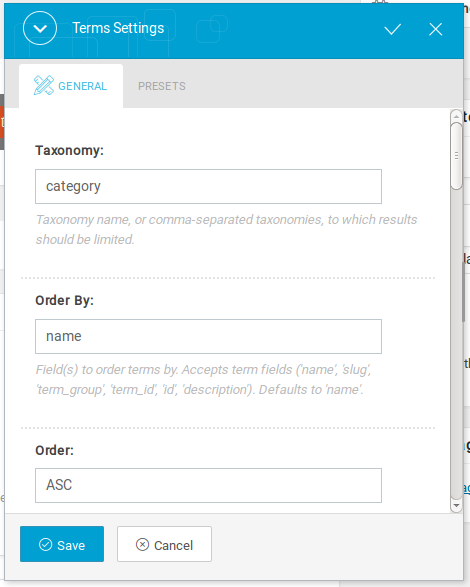 Terms Settings
GENERAL
PRESETS
Taxonomy:
category
Taxonomy name, or comma-separated taxonomies, to which results
should be limited.
Order By:
name
Field(s) to order terms by. Accepts term fields ('name', 'slug',
'term_group', 'term_id', 'id', 'description'). Defaults to 'name'.
Order:
ASC
Save
Cancel